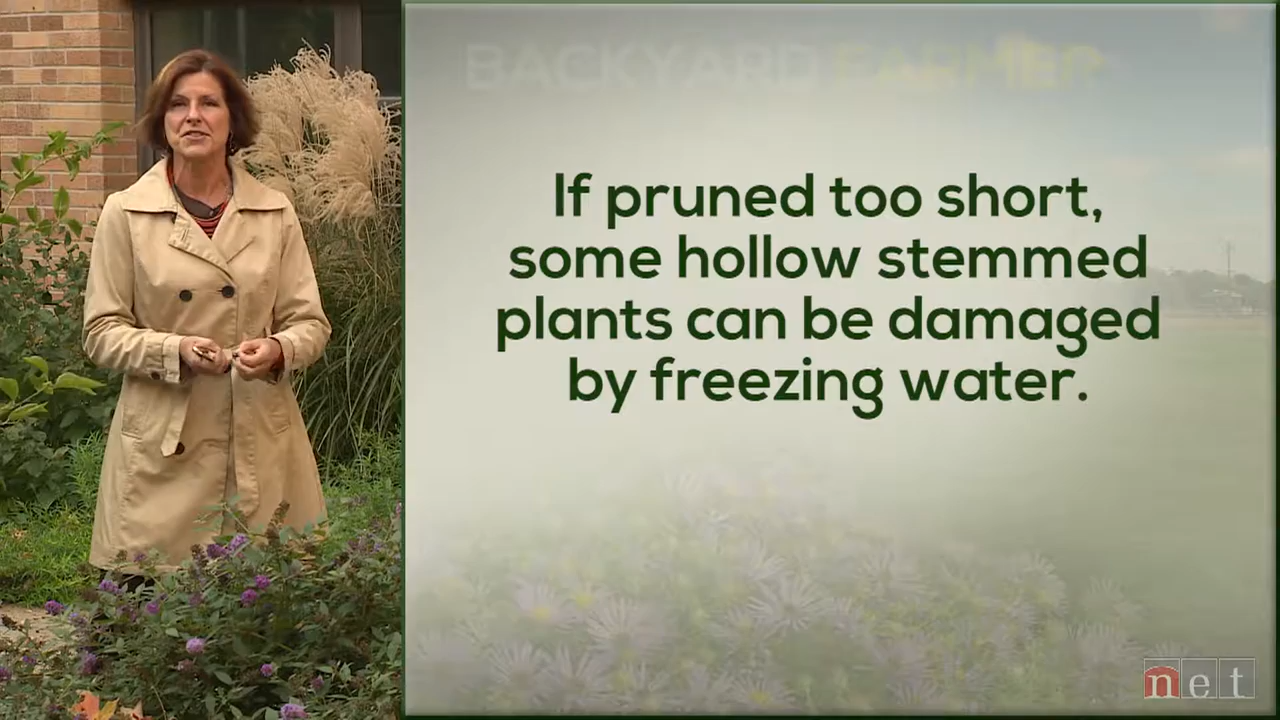 BACKYARD FARMER
If pruned too short,
some hollow stemmed
plants can be damaged
by freezing water.
net